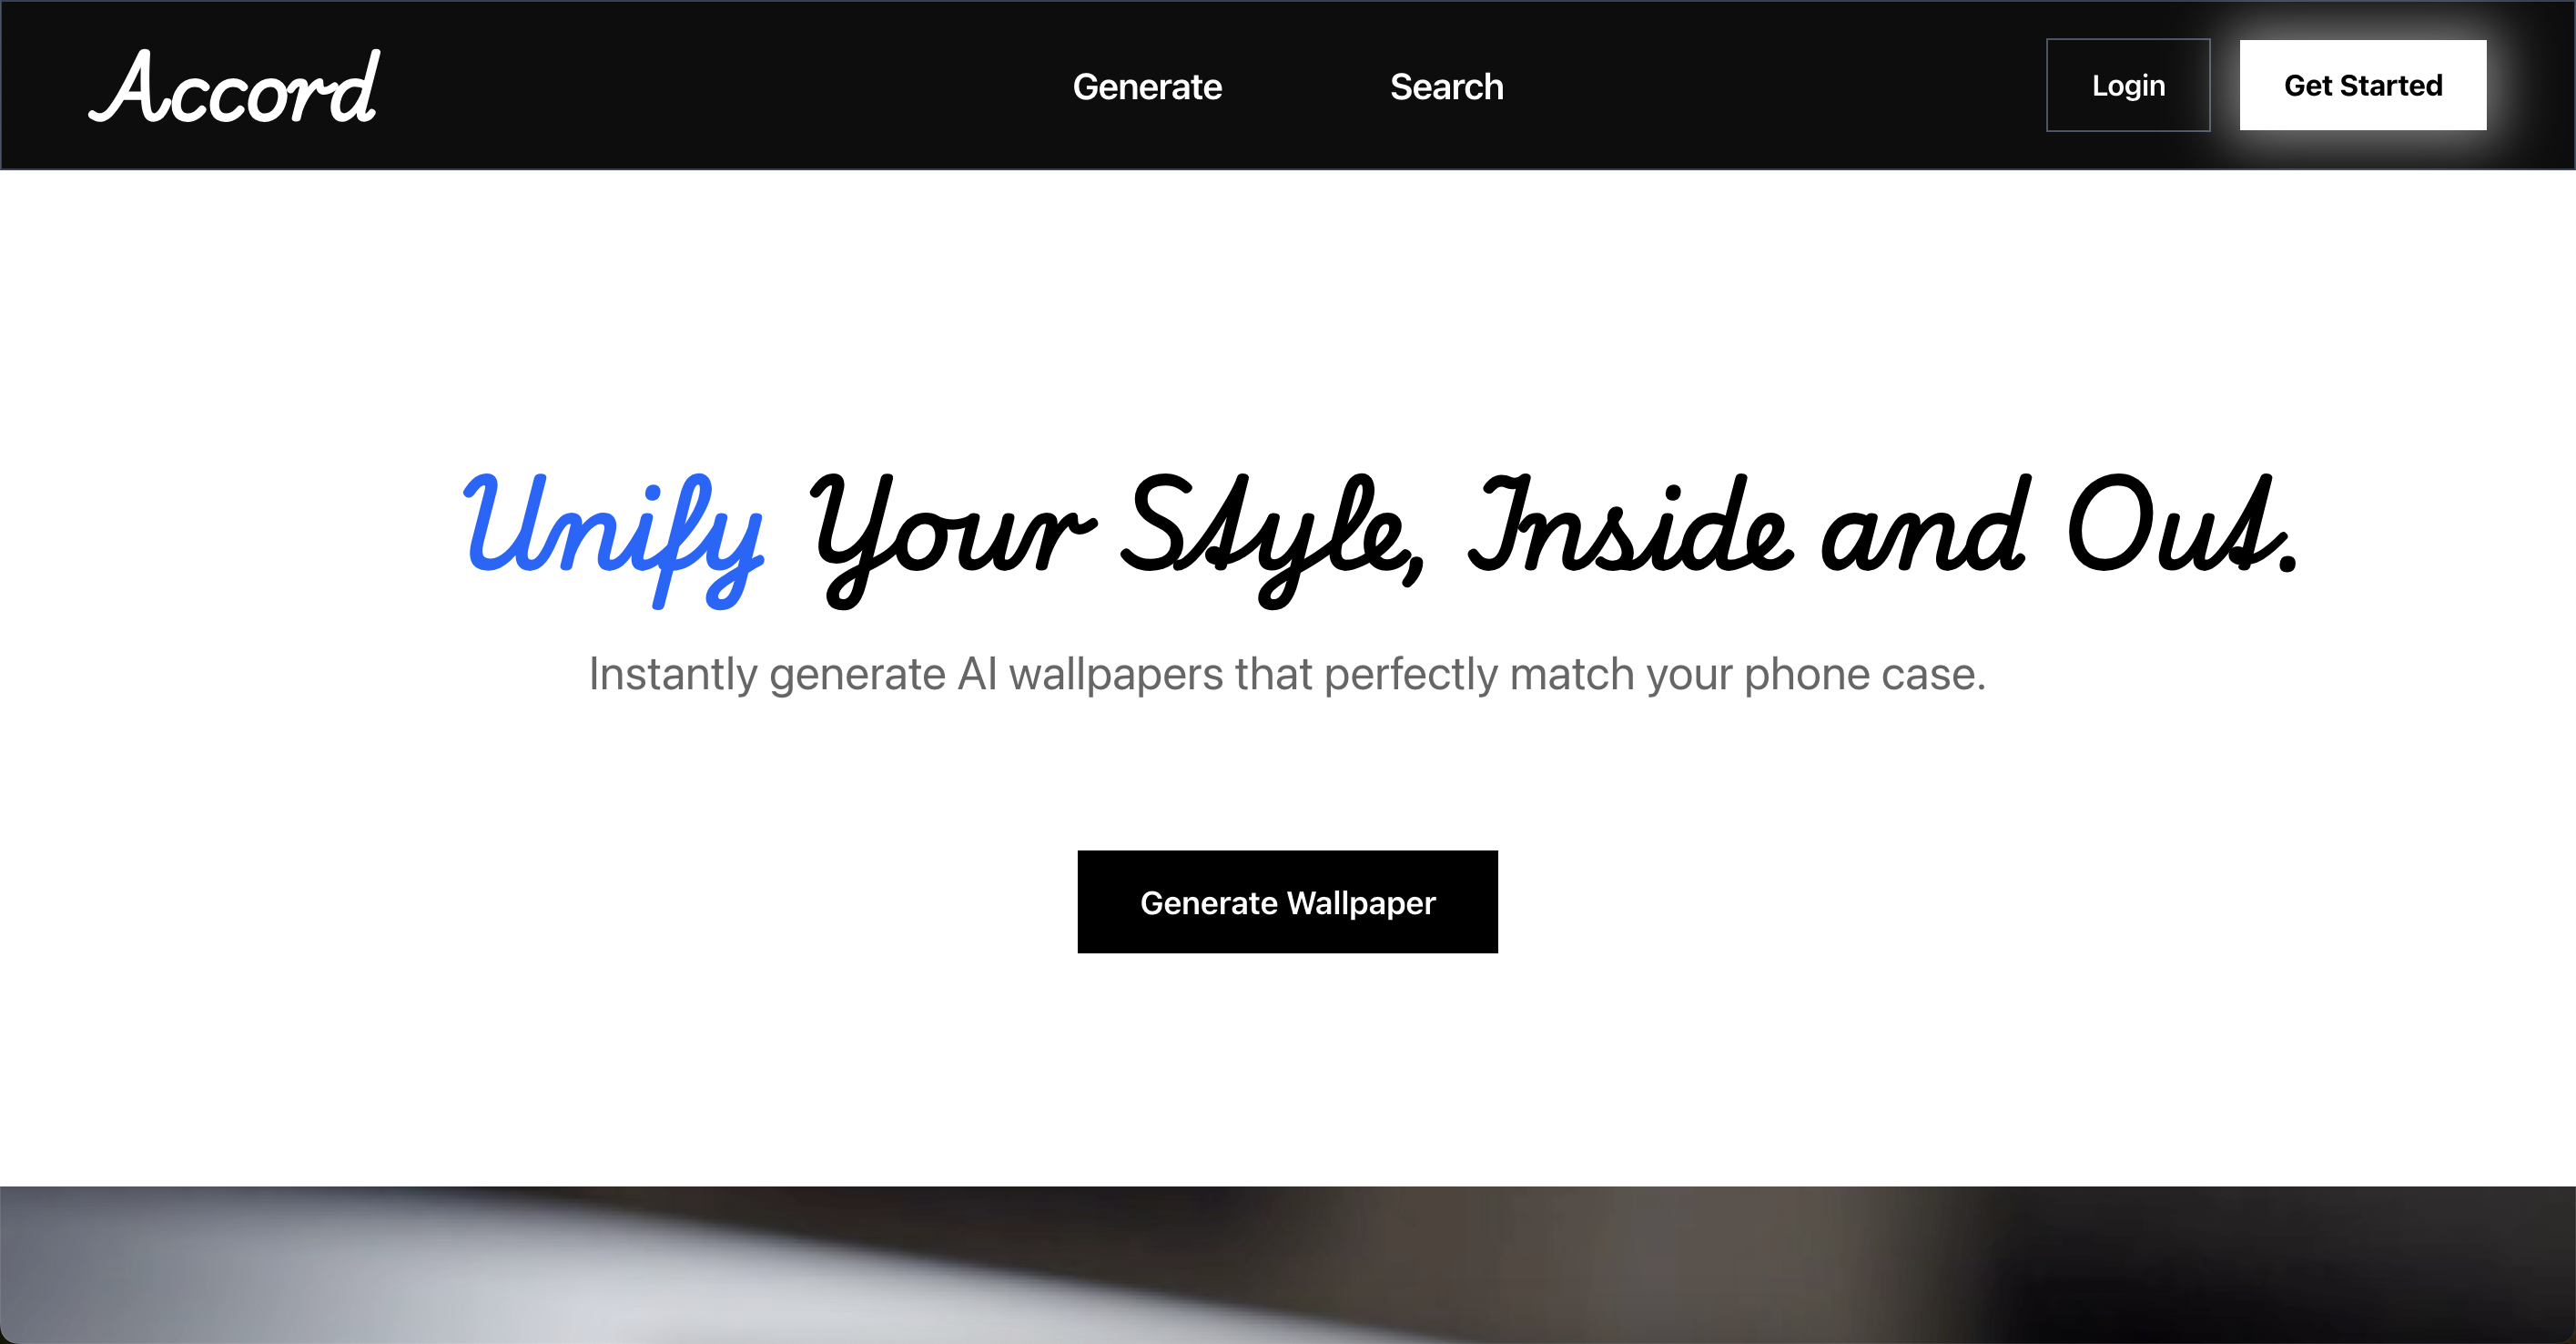 Accord
Generate
Search
Login
Get Started
Unify Your Style, Inside and Out.
Instantly generate AI wallpapers that perfectly match your phone case.
Generate Wallpaper